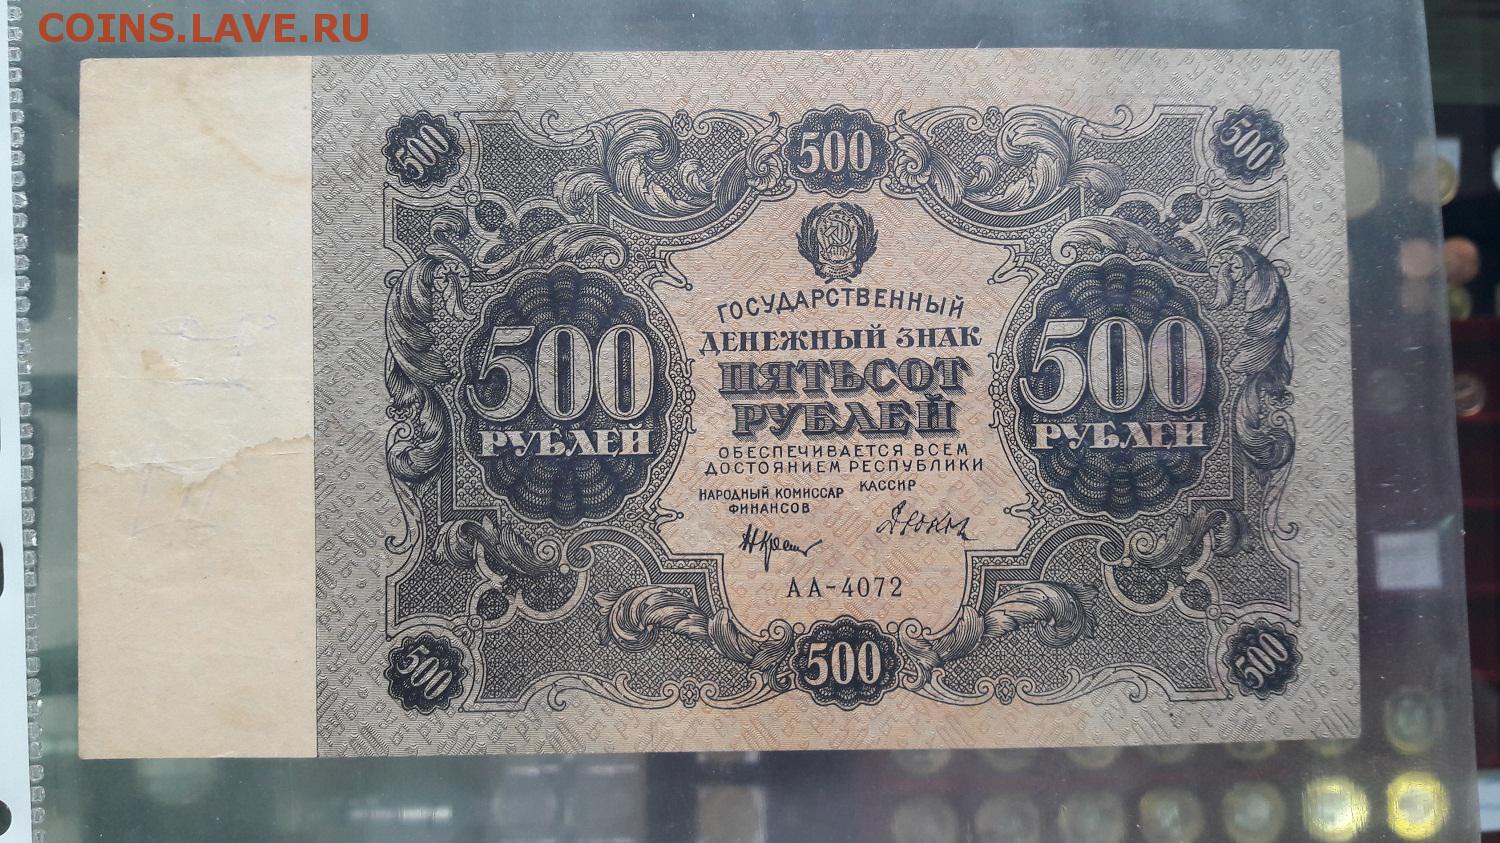 COINS.LAVE.RU
500
500
500
ГОСУДАРСТВЕННЫЙ
ДЕНЕЖНЫЙ ЗНАК
ПЯТЬСОТ
РУБЛЕЙ
500
РУБЛЕЙ
500
РУБЛЕЙ
ОБЕСПЕЧИВАЕТСЯ ВСЕМ
ДОСТОЯНИЕМ РЕСПУБЛИКИ
НАРОДНЫЙ КОМИССАР КАССИР
ФИНАНСОВ
АА-4072
500
500
500